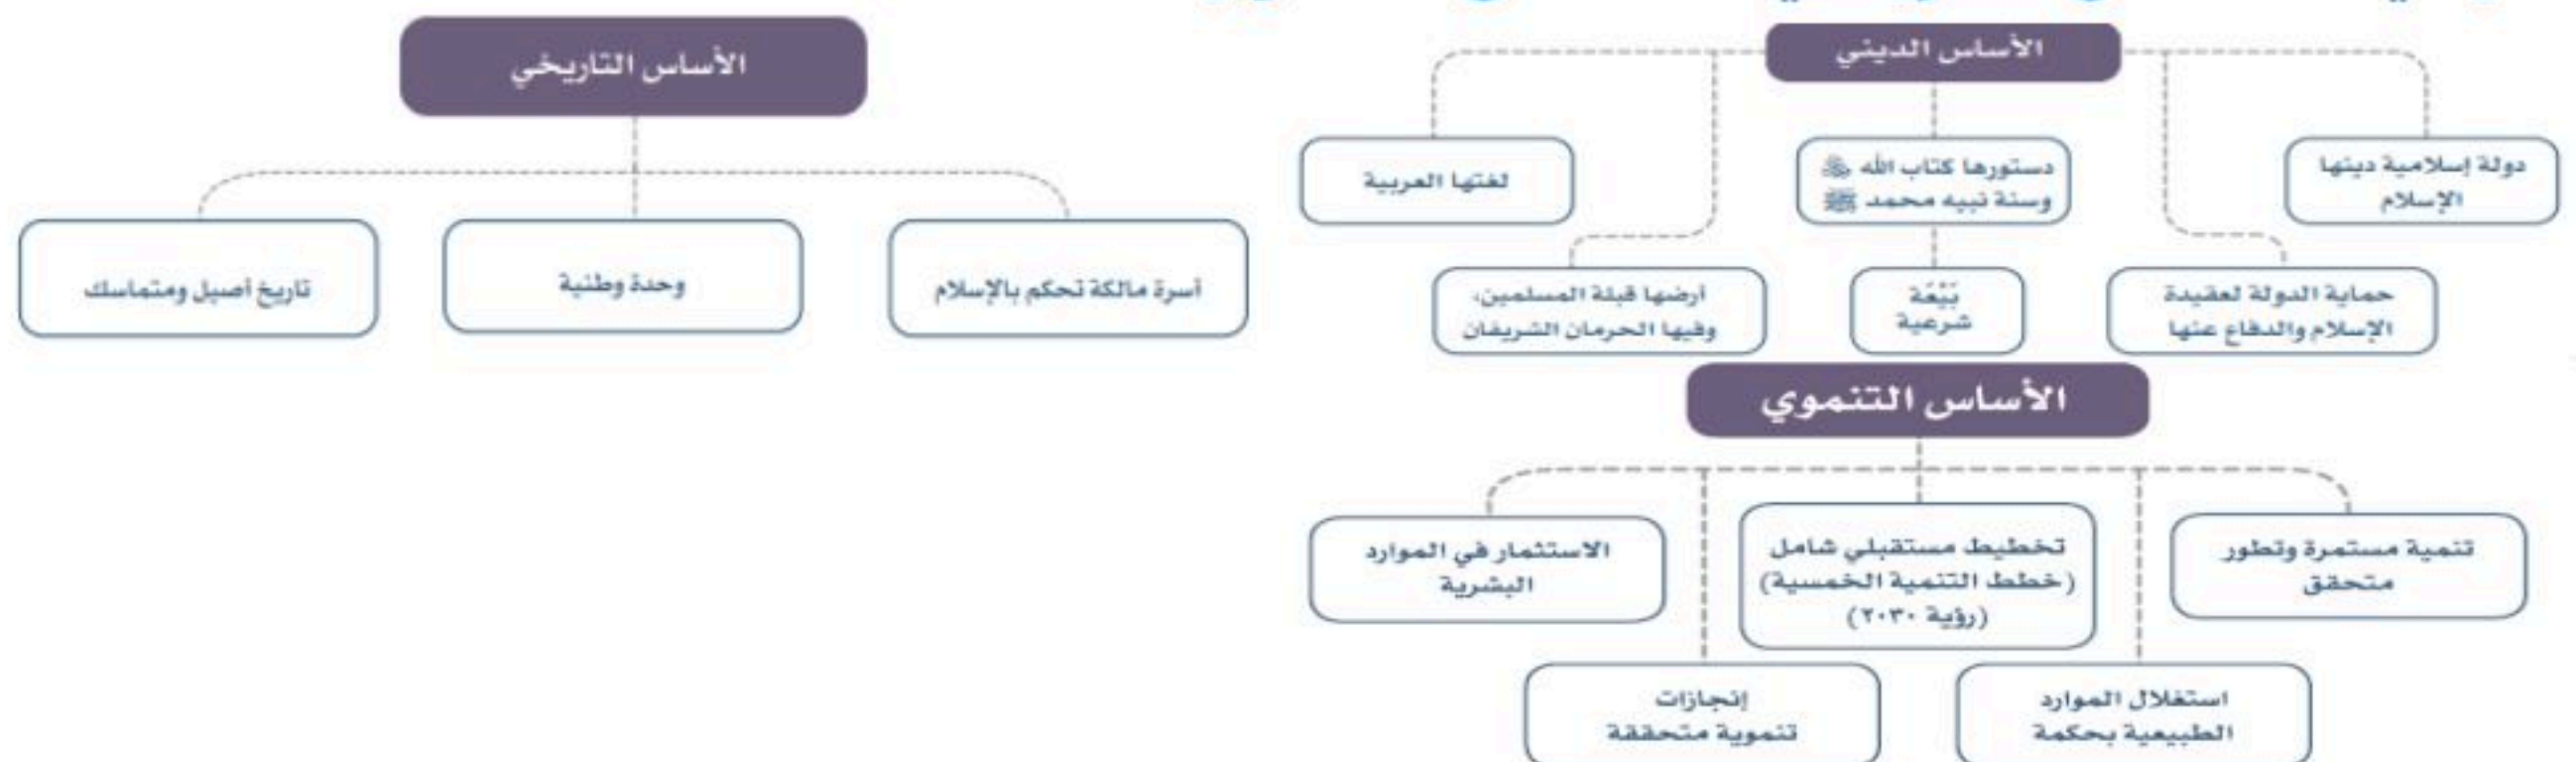 الأساس الديني
دولة إسلامية دينها
الإسلام
حماية الدولة لعقيدة
الإسلام والدفاع عنها
دستورها كتاب الله ﷻ
وسنة نبيه محمد ﷺ
بَيْعَة
شرعية
أرضها قبلة المسلمين،
وفيها الحرمان الشريفان
لغتها العربية
الأساس التاريخي
أسرة مالكة تحكم بالإسلام
وحدة وطنية
تاريخ أصيل ومتماسك
الأساس التنموي
تنمية مستمرة وتطور
متحقق
استغلال الموارد
الطبيعية بحكمة
تخطيط مستقبلي شامل
(خطط التنمية الخمسية)
(رؤية ٢٠٣٠)
إنجازات
تنموية متحققة
الاستثمار في الموارد
البشرية